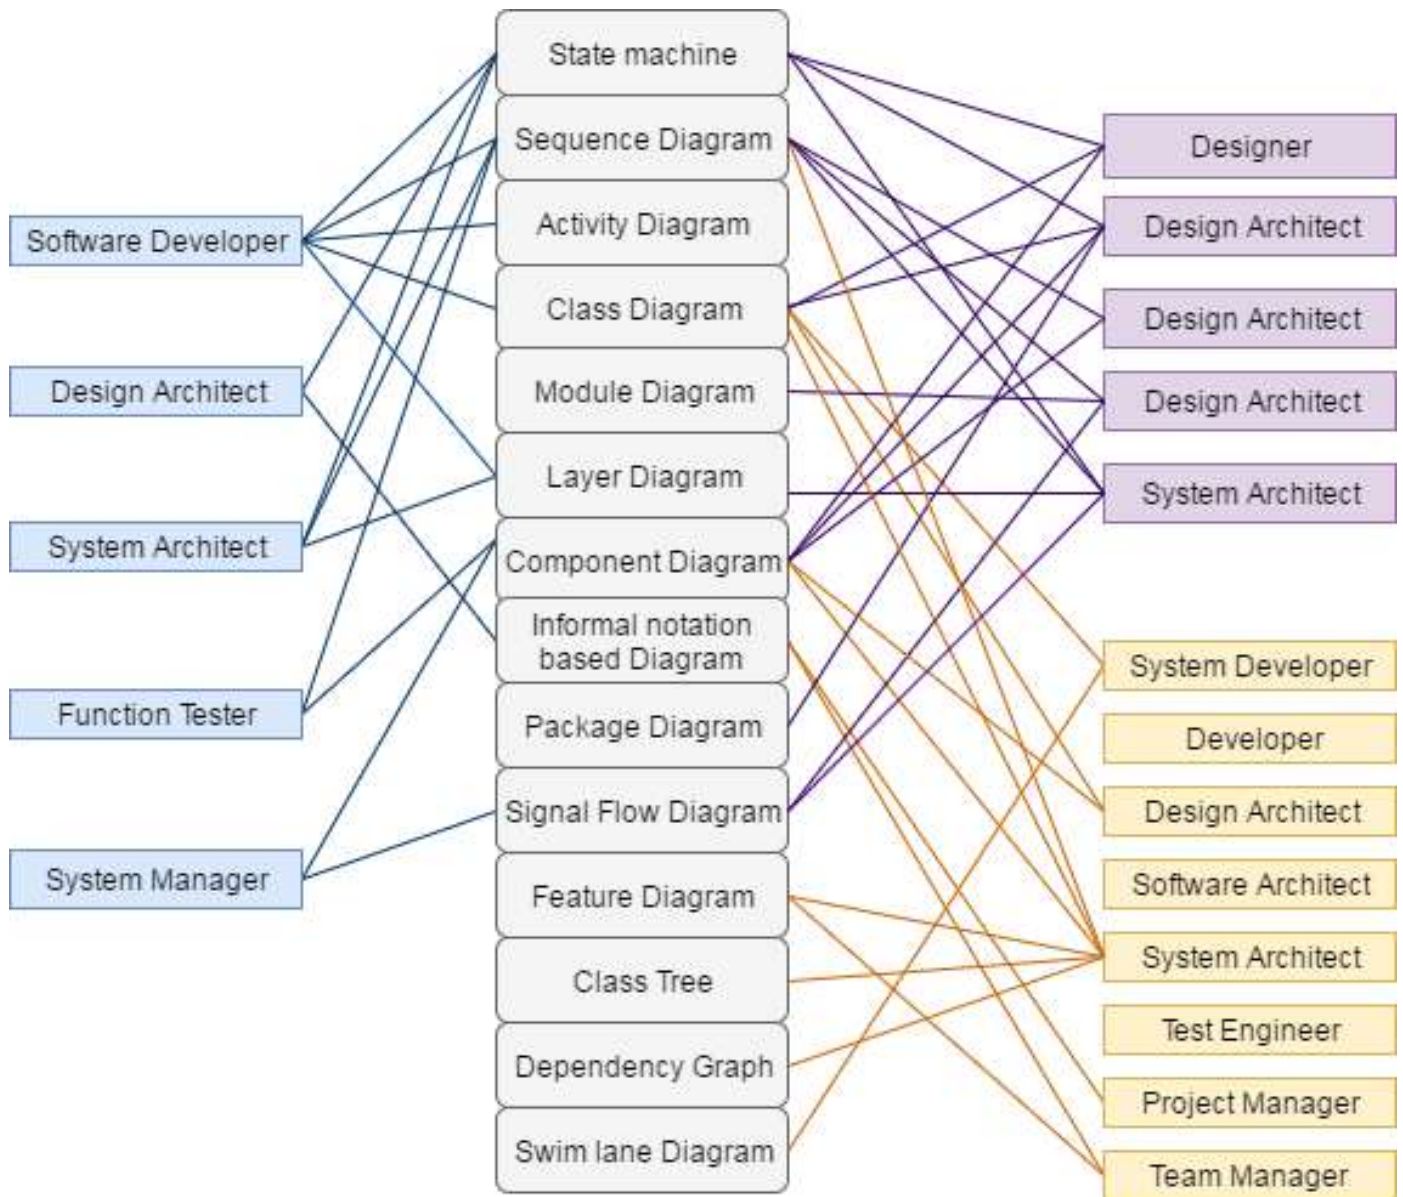 Software Developer
Design Architect
System Architect
Function Tester
System Manager
State machine
Sequence Diagram
Activity Diagram
Class Diagram
Module Diagram
Layer Diagram
Component Diagram
Informal notation
based Diagram
Package Diagram
Signal Flow Diagram
Feature Diagram
Class Tree
Dependency Graph
Swim lane Diagram
Designer
Design Architect
Design Architect
Design Architect
System Architect
System Developer
Developer
Design Architect
Software Architect
System Architect
Test Engineer
Project Manager
Team Manager